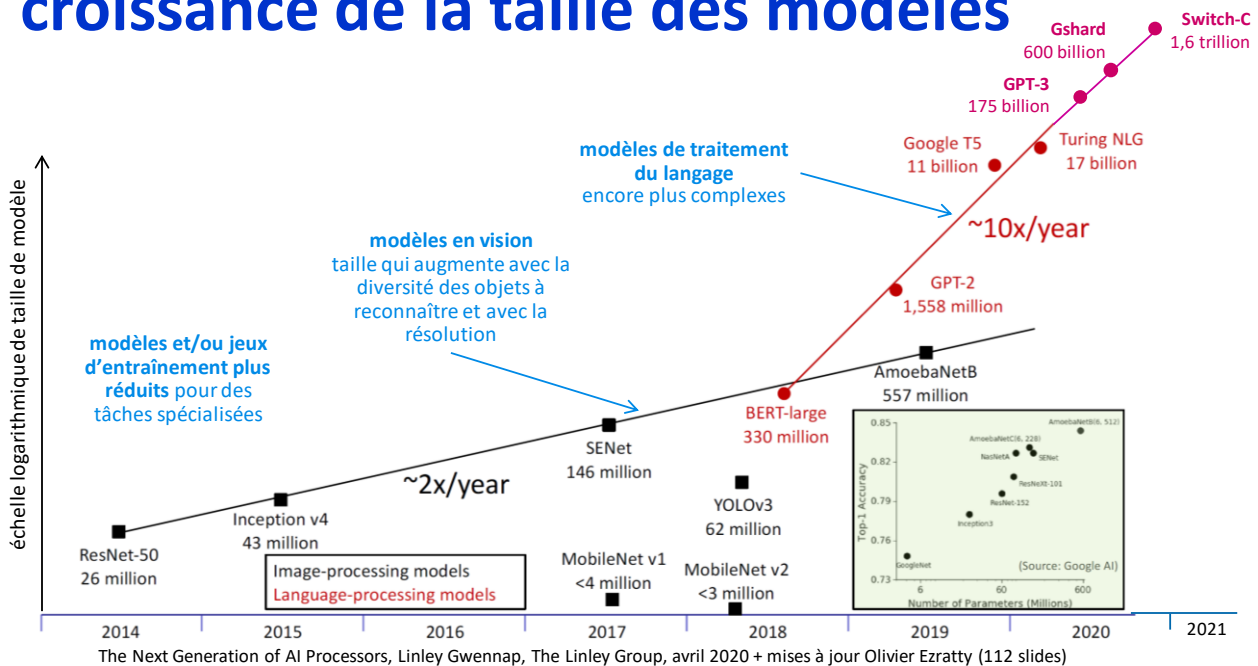 croissance de la taille des modèles
Switch-C
1,6 trillion
Gshard
600 billion
GPT-3
175 billion
Google T5
11 billion
Turing NLG
17 billion
modèles de traitement
du langage
encore plus complexes
~10x/year
modèles en vision
taille qui augmente avec la
diversité des objets à
reconnaître et avec la
résolution
GPT-2
1,558 million
modèles et/ou jeux
d’entraînement plus
réduits pour des
tâches spécialisées
échelle logarithmique de taille de modèle
AmoebaNetB
557 million
BERT-large
330 million
SENet
146 million
~2x/year
YOLOv3
62 million
Inception v4
43 million
ResNet-50
26 million
MobileNet v1
<4 million
MobileNet v2
<3 million
Image-processing models
Language-processing models
0.85
0.82
0.79
0.76
0.73
Top-1 Accuracy
AmoebaNetB(6, 512)
AmoebaNetC(6, 228)
NasNetA
SENet
ResNeXt-101
ResNet-152
Inception3
GoogleNet
(Source: Google AI)
6
60
600
Number of Parameters (Millions)
2014
2015
2016
2017
2018
2019
2020
2021
The Next Generation of AI Processors, Linley Gwennap, The Linley Group, avril 2020 + mises à jour Olivier Ezratty (112 slides)